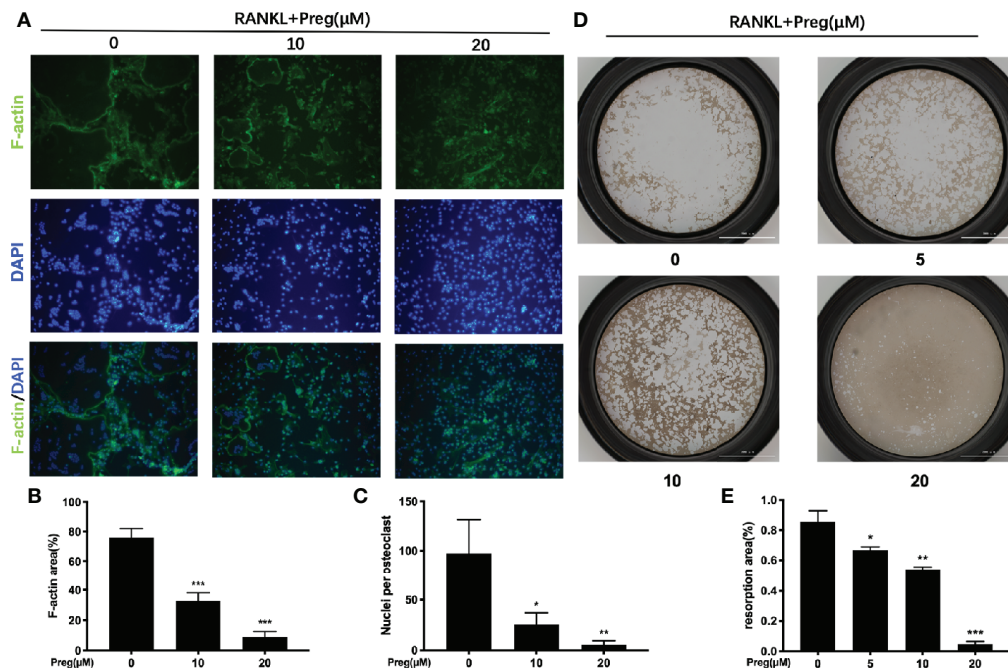 A
RANKL+Preg(μM)
0 10 20
F-actin
DAPI
F-actin/DAPI
D
RANKL+Preg(μM)
0 5
10 20
B
F-actin area(%)
100
80
60
40
20
0
Preg(μM) 0 10 20
*** ***
C
Nuclei per osteoclast
150
100
50
0
Preg(μM) 0 10 20
* **
E
resorption area(%)
1.0
0.8
0.6
0.4
0.2
0.0
Preg(μM) 0 5 10 20
* ** ***